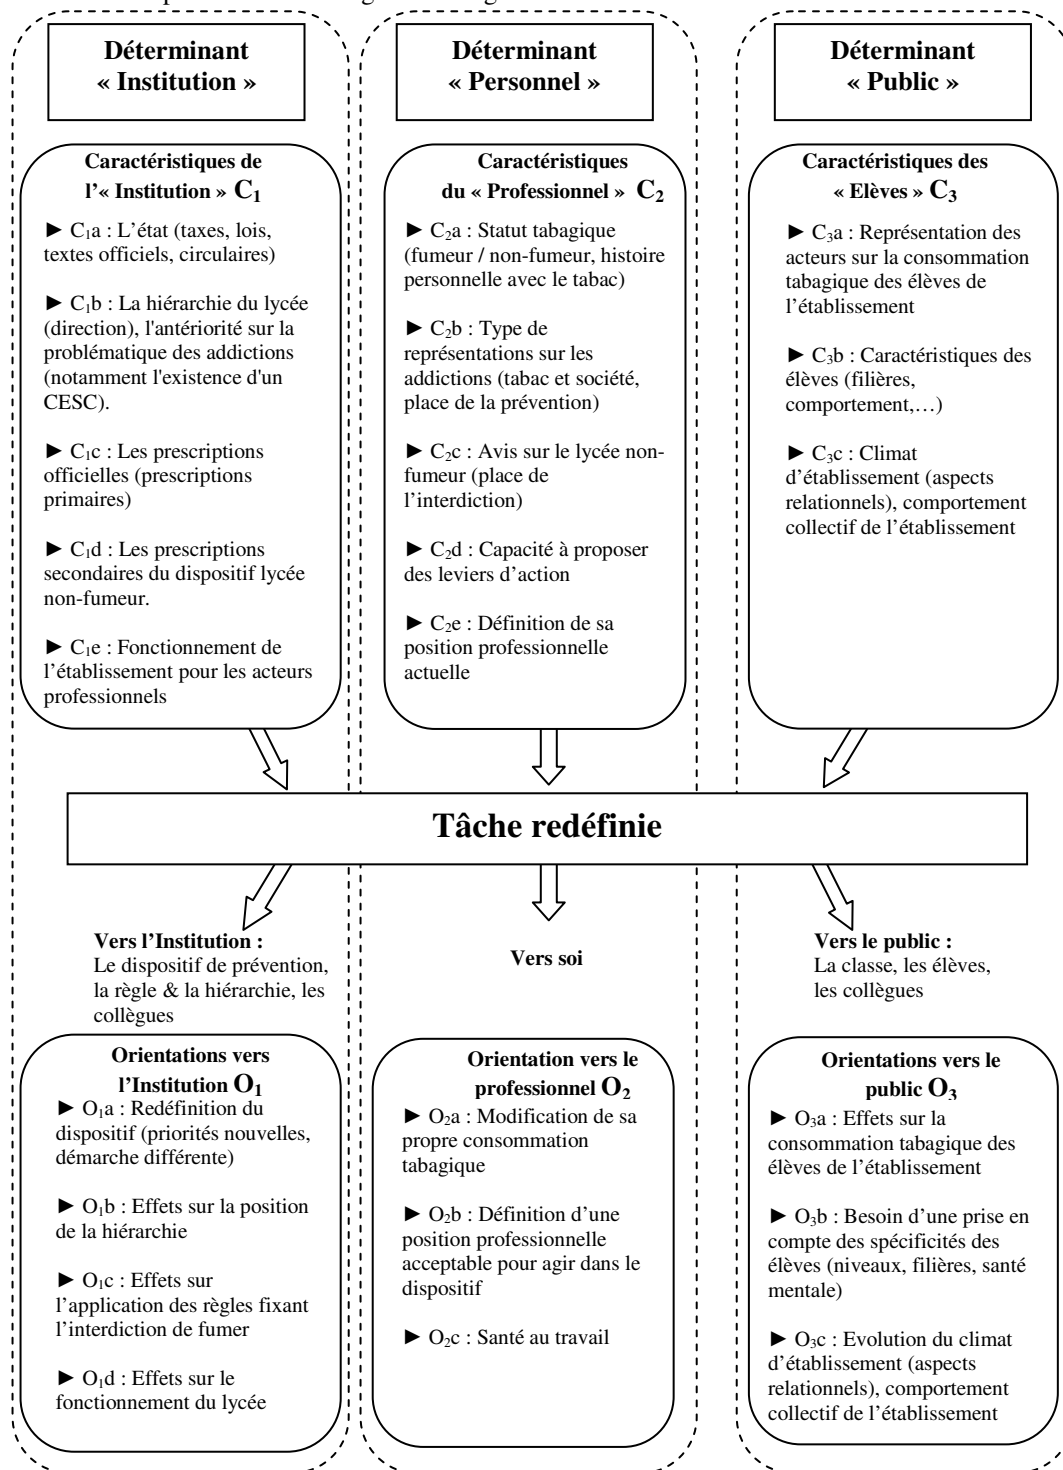 Déterminant
« Institution »
Caractéristiques de
l'« Institution » C₁
► C₁a : L'état (taxes, lois,
textes officiels, circulaires)
► C₁b : La hiérarchie du lycée
(direction), l'antériorité sur la
problématique des addictions
(notamment l'existence d'un
CESC).
► C₁c : Les prescriptions
officielles (prescriptions
primaires)
► C₁d : Les prescriptions
secondaires du dispositif lycée
non-fumeur.
► C₁e : Fonctionnement de
l'établissement pour les acteurs
professionnels
Déterminant
« Personnel »
Caractéristiques
du « Professionnel » C₂
► C₂a : Statut tabagique
(fumeur / non-fumeur, histoire
personnelle avec le tabac)
► C₂b : Type de
représentations sur les
addictions (tabac et société,
place de la prévention)
► C₂c : Avis sur le lycée non-
fumeur (place de
l'interdiction)
► C₂d : Capacité à proposer
des leviers d'action
► C₂e : Définition de sa
position professionnelle
actuelle
Déterminant
« Public »
Caractéristiques des
« Elèves » C₃
► C₃a : Représentation des
acteurs sur la consommation
tabagique des élèves de
l'établissement
► C₃b : Caractéristiques des
élèves (filières,
comportement,…)
► C₃c : Climat
d'établissement (aspects
relationnels), comportement
collectif de l'établissement
Tâche redéfinie
Vers l'Institution :
Le dispositif de prévention,
la règle & la hiérarchie, les
collègues
Orientations vers
l'Institution O₁
► O₁a : Redéfinition du
dispositif (priorités nouvelles,
démarche différente)
► O₁b : Effets sur la position
de la hiérarchie
► O₁c : Effets sur
l'application des règles fixant
l'interdiction de fumer
► O₁d : Effets sur le
fonctionnement du lycée
Vers soi
Orientation vers le
professionnel O₂
► O₂a : Modification de sa
propre consommation
tabagique
► O₂b : Définition d'une
position professionnelle
acceptable pour agir dans le
dispositif
► O₂c : Santé au travail
Vers le public :
La classe, les élèves,
les collègues
Orientations vers le
public O₃
► O₃a : Effets sur la
consommation tabagique des
élèves de l'établissement
► O₃b : Besoin d'une prise en
compte des spécificités des
élèves (niveaux, filières, santé
mentale)
► O₃c : Evolution du climat
d'établissement (aspects
relationnels), comportement
collectif de l'établissement